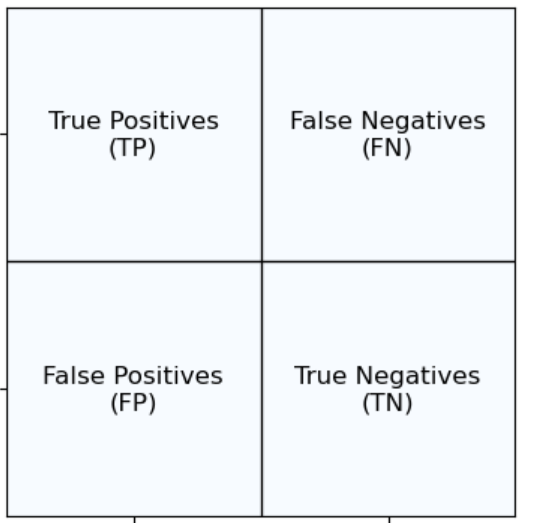 True Positives
(TP)
False Negatives
(FN)
False Positives
(FP)
True Negatives
(TN)